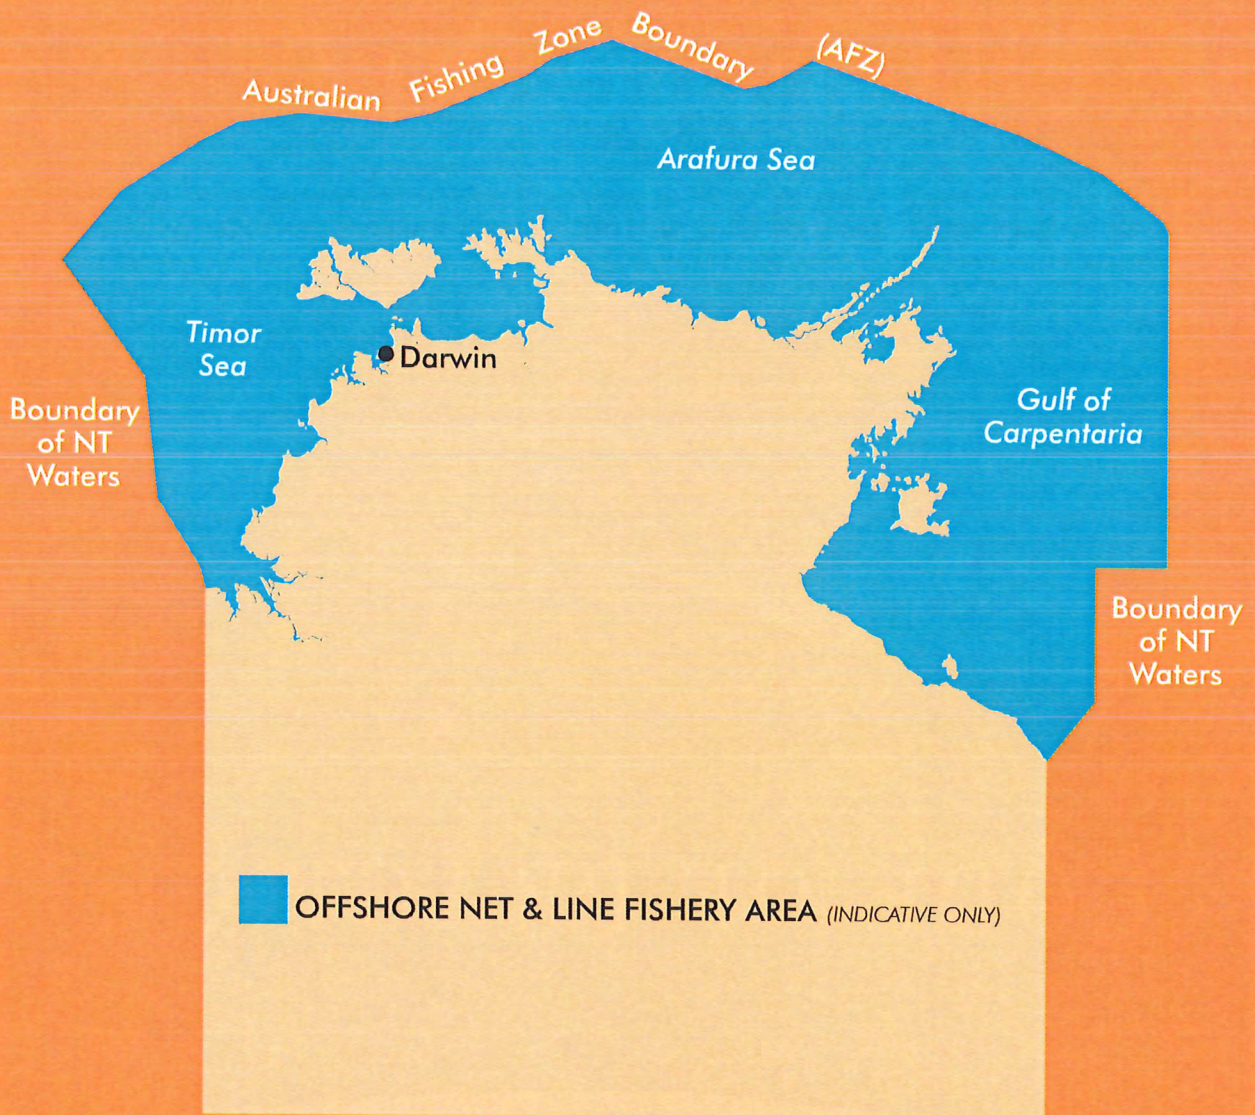 Australian Fishing Zone Boundary (AFZ)
Arafura Sea
Timor
Sea
Darwin
Boundary
of NT
Waters
Gulf of
Carpentaria
Boundary
of NT
Waters
OFFSHORE NET & LINE FISHERY AREA (INDICATIVE ONLY)